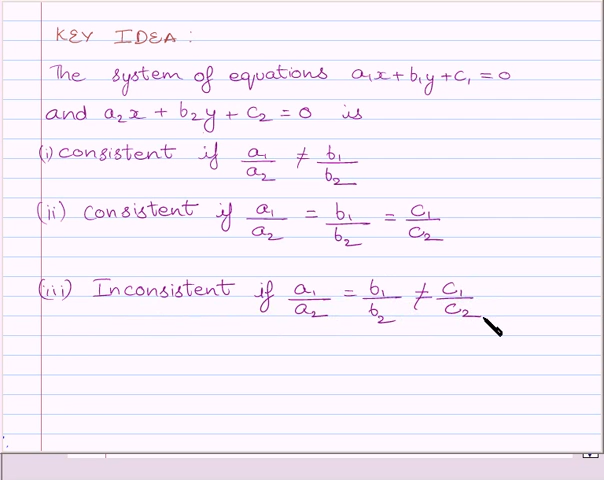 KEY IDEA :
The system of equations a₁x + b₁y + c₁ = 0
and a₂x + b₂y + c₂ = 0 is
(i) consistent if a₁/a₂ ≠ b₁/b₂
(ii) consistent if a₁/a₂ = b₁/b₂ = c₁/c₂
(iii) Inconsistent if a₁/a₂ = b₁/b₂ ≠ c₁/c₂